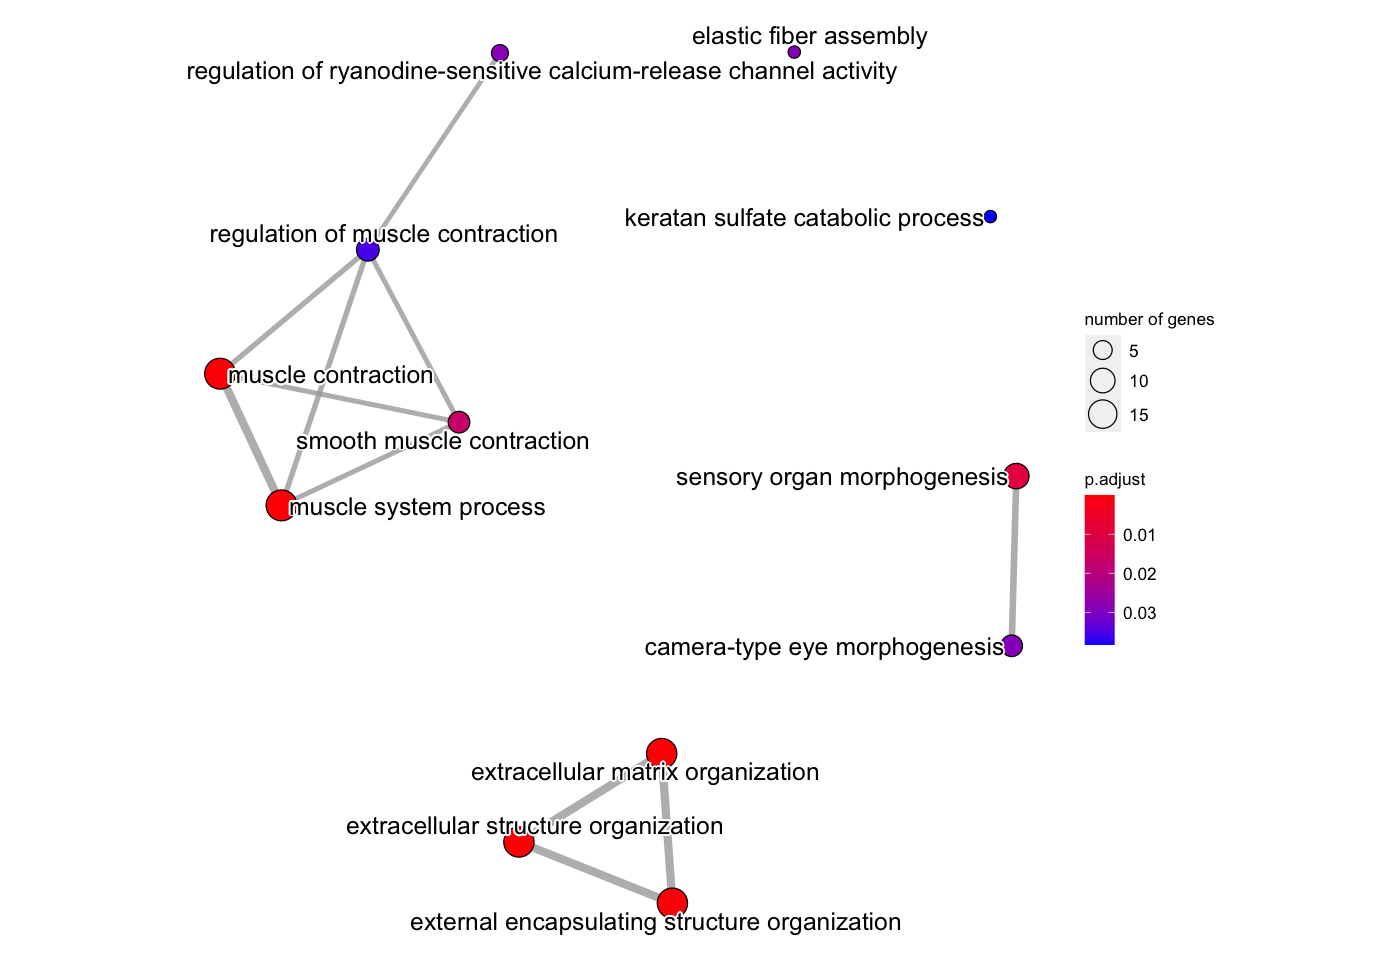 elastic fiber assembly
regulation of ryanodine-sensitive calcium-release channel activity
keratan sulfate catabolic process
regulation of muscle contraction
number of genes
5
muscle contraction
10
15
smooth muscle contraction
sensory organ morphogenesis
p.adjust
muscle system process
0.01
0.02
0.03
camera-type eye morphogenesis
extracellular matrix organization
extracellular structure organization
external encapsulating structure organization